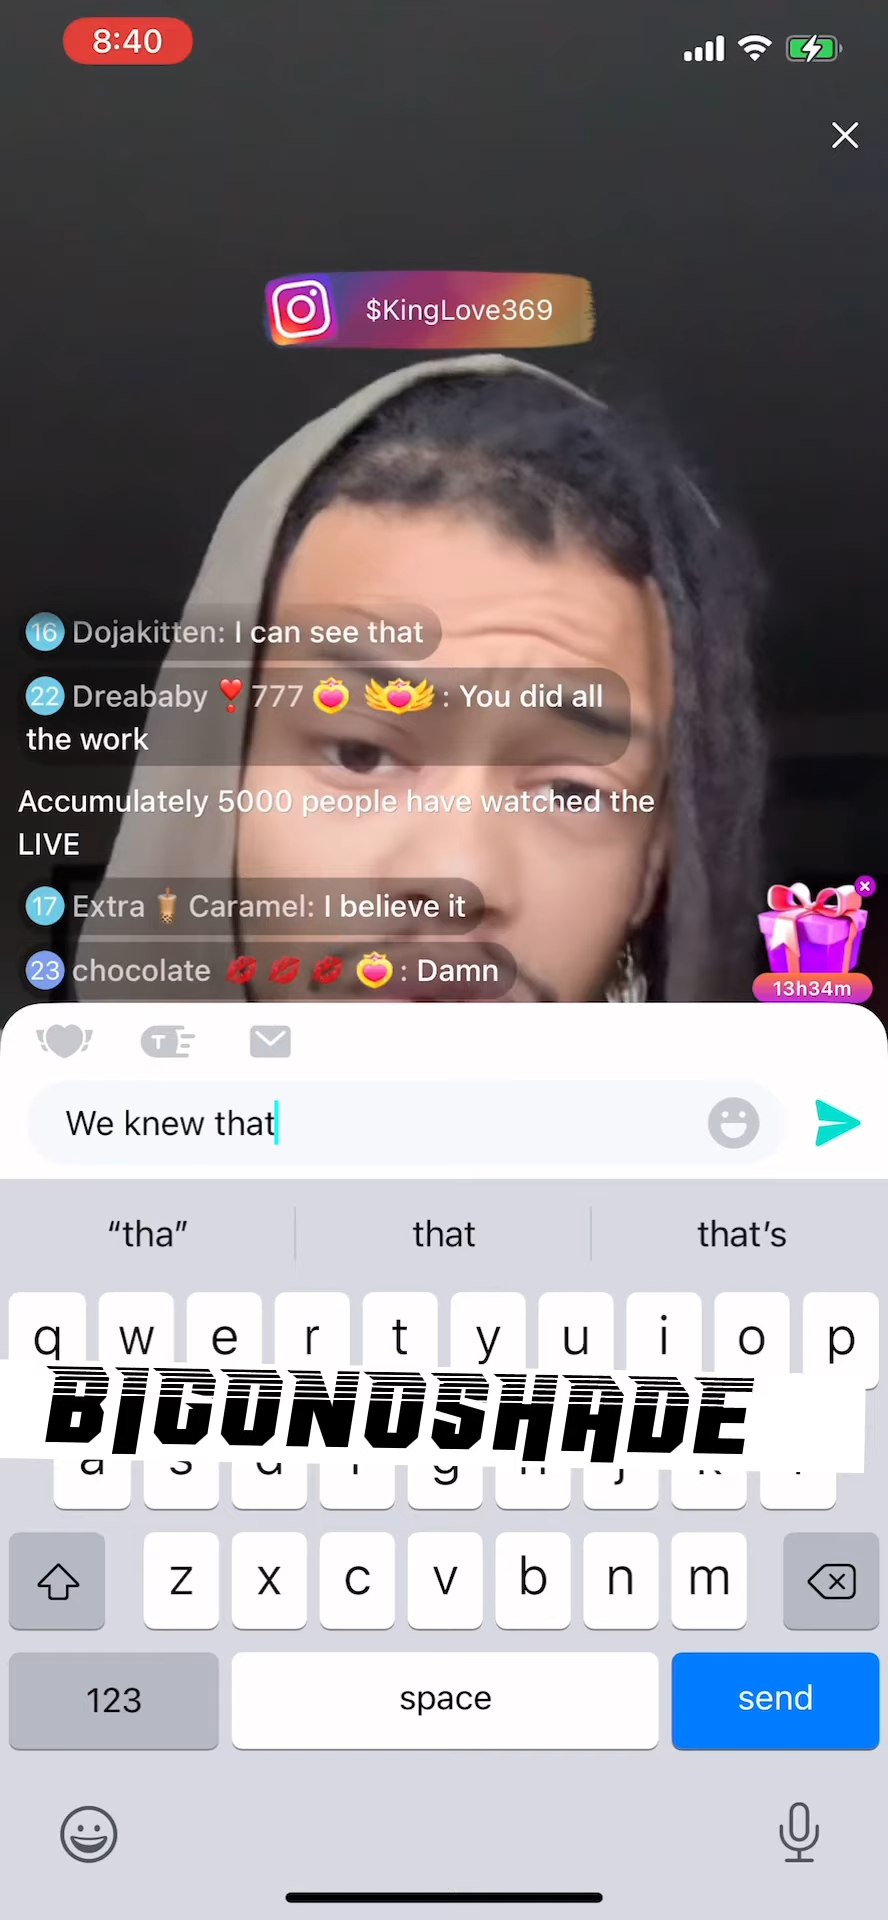 8:40
$KingLove369
16 Dojakitten: I can see that
22 Dreababy ❣️ 777 : You did all
the work
Accumulately 5000 people have watched the
LIVE
17 Extra 🧋 Caramel: I believe it
23 chocolate 💋 💋 💋 : Damn
13h34m
We knew that
“tha” that that's
q w e r t y u i o p
BIGONOSHADE
a s d f g h j k l
z x c v b n m
123 space send